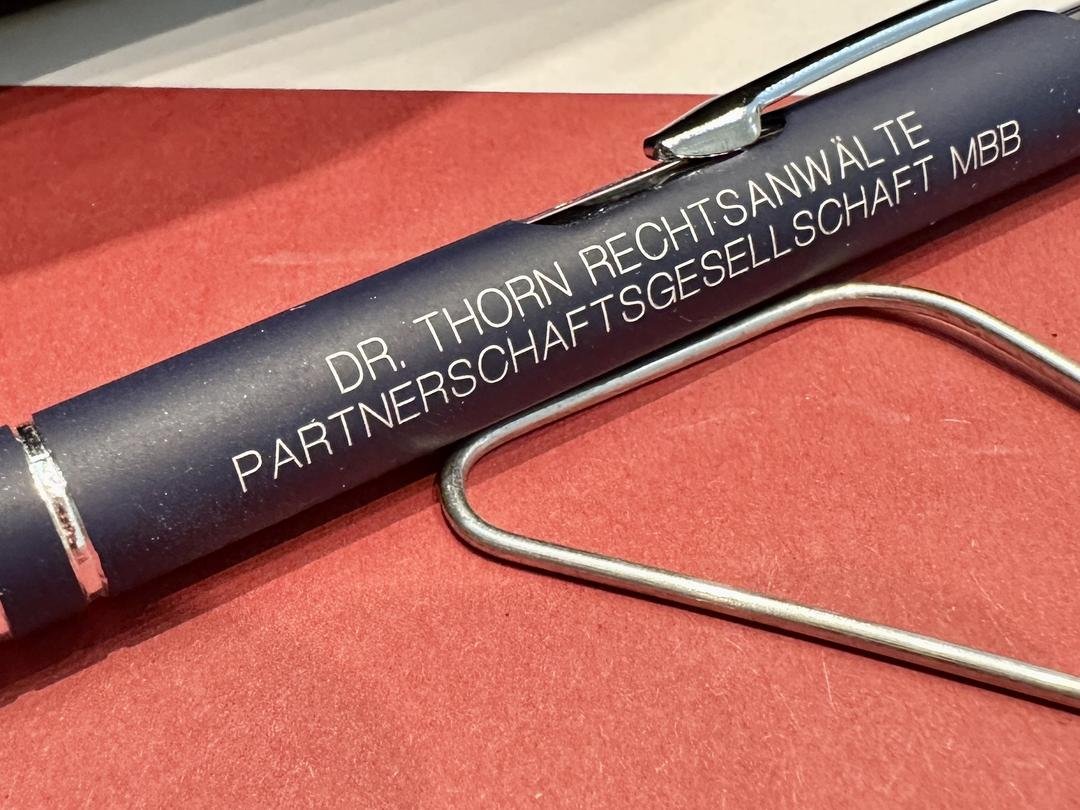 DR. THORN RECHTSANWÄLTE
PARTNERSCHAFTSGESELLSCHAFT MBB